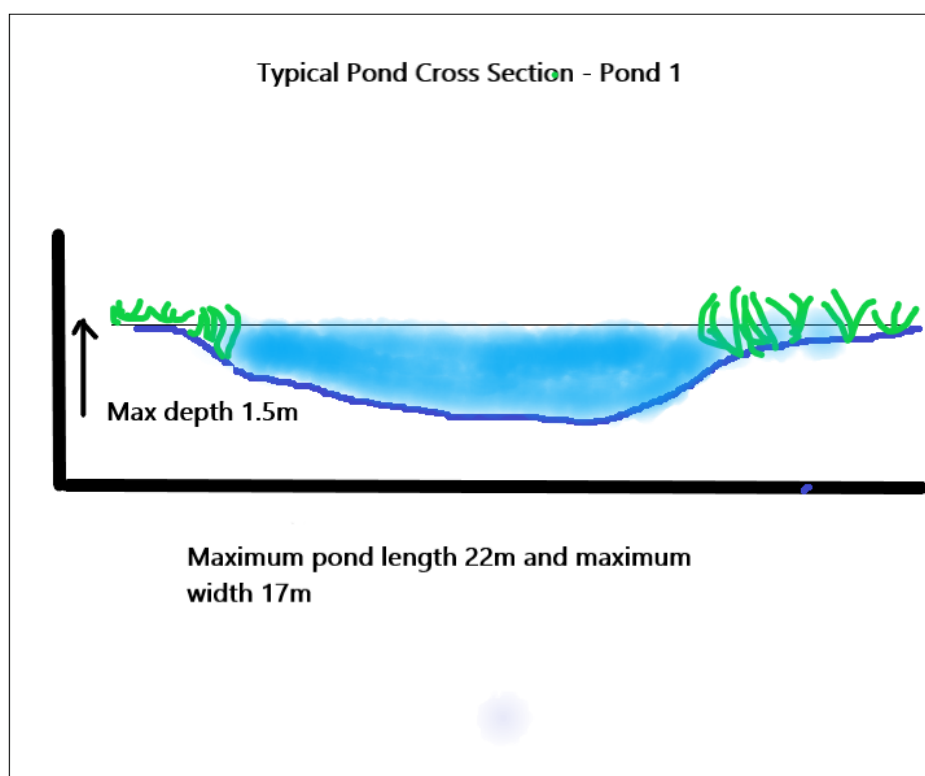 Typical Pond Cross Section - Pond 1
Max depth 1.5m
Maximum pond length 22m and maximum
width 17m